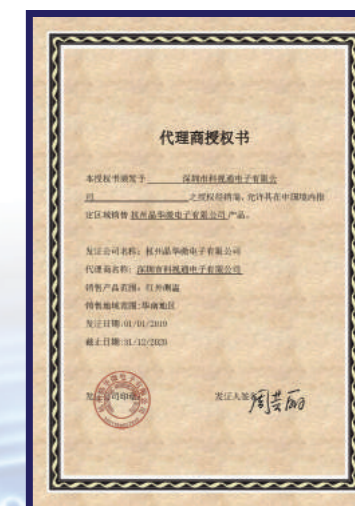 代理商授权书
本授权书颁发予 深圳市科视通电子有限公
司 之授权经销商,允许其在中国境内指
定区域销售 杭州晶华微电子有限公司 产品。
发证公司名称:杭州晶华微电子有限公司
代理商名称:深圳市科视通电子有限公司
销售产品范围:红外测温
销售地域范围:华南地区
发证日期:01/01/2019
截止日期:31/12/2020
发证公司印章:
发证人签名:周芸丽